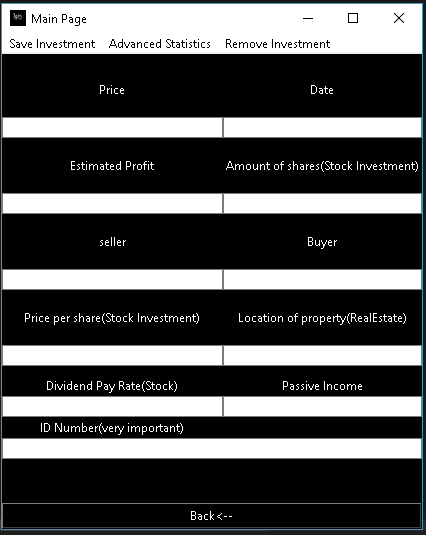 Main Page
Save Investment Advanced Statistics Remove Investment
Price Date
Estimated Profit Amount of shares(Stock Investment)
seller Buyer
Price per share(Stock Investment) Location of property(RealEstate)
Dividend Pay Rate(Stock) Passive Income
ID Number(very important)
Back <--